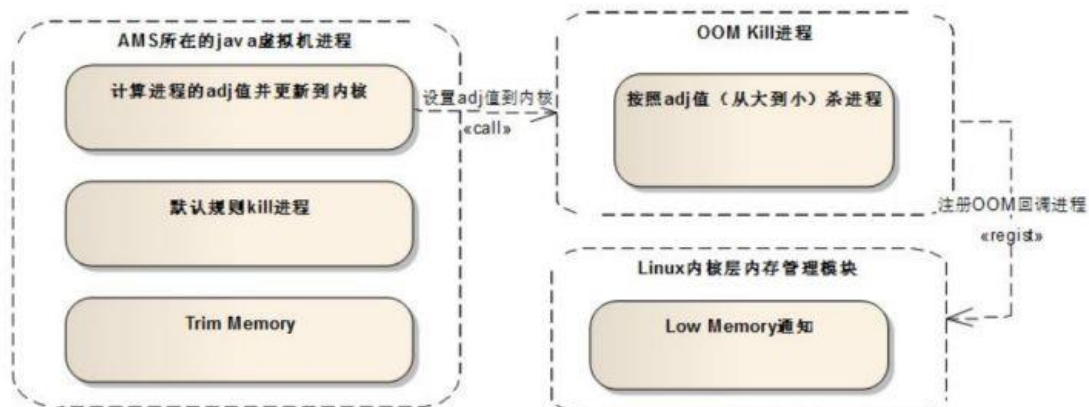 AMS所在的java虚拟机进程
计算进程的adj值并更新到内核
默认规则kill进程
Trim Memory
设置adj值到内核
«call»
OOM Kill进程
按照adj值（从大到小）杀进程
注册OOM回调进程
«regist»
Linux内核层内存管理模块
Low Memory通知